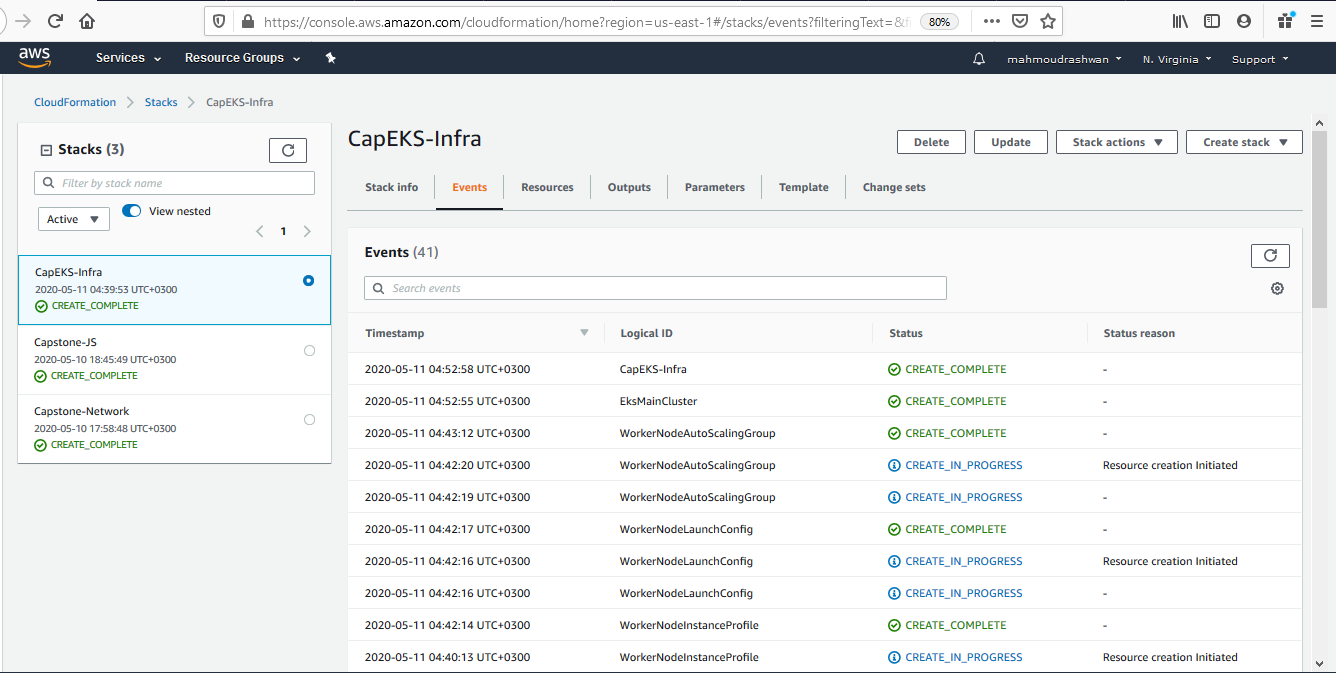 https://console.aws.amazon.com/cloudformation/home?region=us-east-1#/stacks/events?filteringText=&fi 80%
aws Services Resource Groups mahmoudrashwan N. Virginia Support
CloudFormation Stacks CapEKS-Infra
Stacks (3)
Filter by stack name
Active View nested
1
CapEKS-Infra
2020-05-11 04:39:53 UTC+0300
CREATE_COMPLETE
Capstone-JS
2020-05-10 18:45:49 UTC+0300
CREATE_COMPLETE
Capstone-Network
2020-05-10 17:58:48 UTC+0300
CREATE_COMPLETE
CapEKS-Infra
Delete Update Stack actions Create stack
Stack info Events Resources Outputs Parameters Template Change sets
Events (41)
Search events
Timestamp Logical ID Status Status reason
2020-05-11 04:52:58 UTC+0300 CapEKS-Infra CREATE_COMPLETE -
2020-05-11 04:52:55 UTC+0300 EksMainCluster CREATE_COMPLETE -
2020-05-11 04:43:12 UTC+0300 WorkerNodeAutoScalingGroup CREATE_COMPLETE -
2020-05-11 04:42:20 UTC+0300 WorkerNodeAutoScalingGroup CREATE_IN_PROGRESS Resource creation Initiated
2020-05-11 04:42:19 UTC+0300 WorkerNodeAutoScalingGroup CREATE_IN_PROGRESS -
2020-05-11 04:42:17 UTC+0300 WorkerNodeLaunchConfig CREATE_COMPLETE -
2020-05-11 04:42:16 UTC+0300 WorkerNodeLaunchConfig CREATE_IN_PROGRESS Resource creation Initiated
2020-05-11 04:42:16 UTC+0300 WorkerNodeLaunchConfig CREATE_IN_PROGRESS -
2020-05-11 04:42:14 UTC+0300 WorkerNodeInstanceProfile CREATE_COMPLETE -
2020-05-11 04:40:13 UTC+0300 WorkerNodeInstanceProfile CREATE_IN_PROGRESS Resource creation Initiated